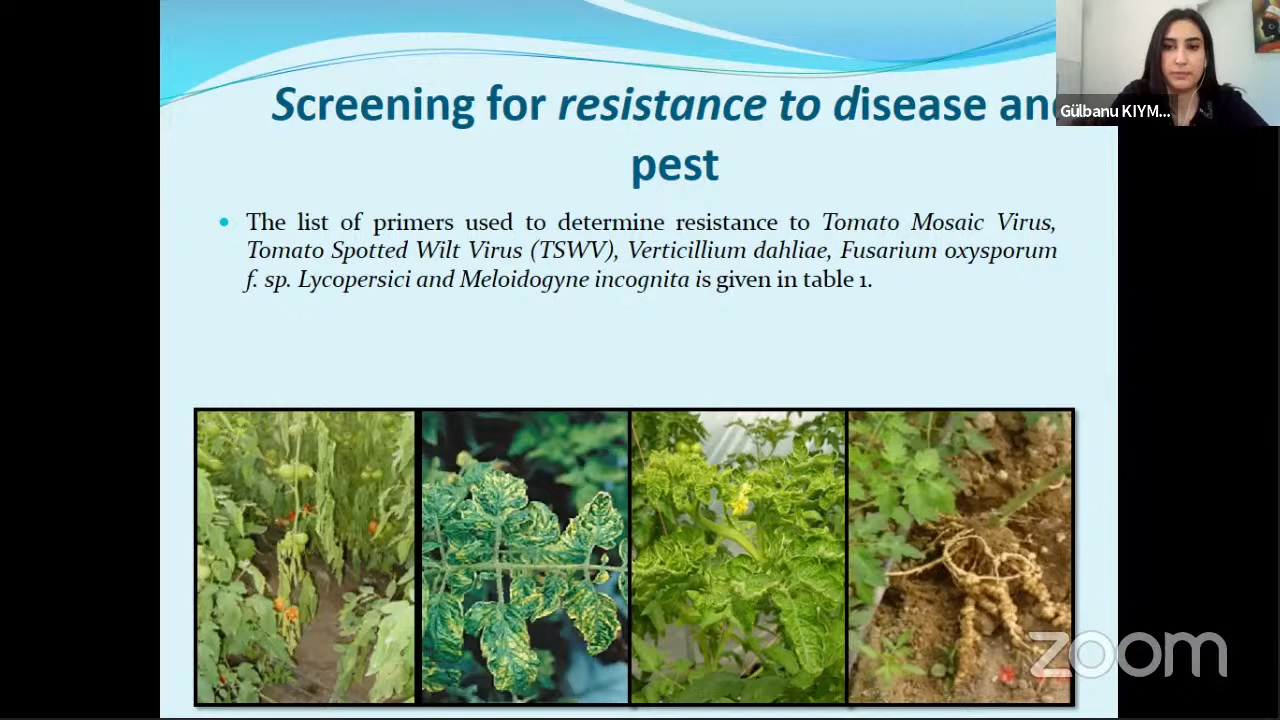 Screening for resistance to disease and
pest
Gülbanu KIYM...
• The list of primers used to determine resistance to Tomato Mosaic Virus,
Tomato Spotted Wilt Virus (TSWV), Verticillium dahliae, Fusarium oxysporum
f. sp. Lycopersici and Meloidogyne incognita is given in table 1.
zoom